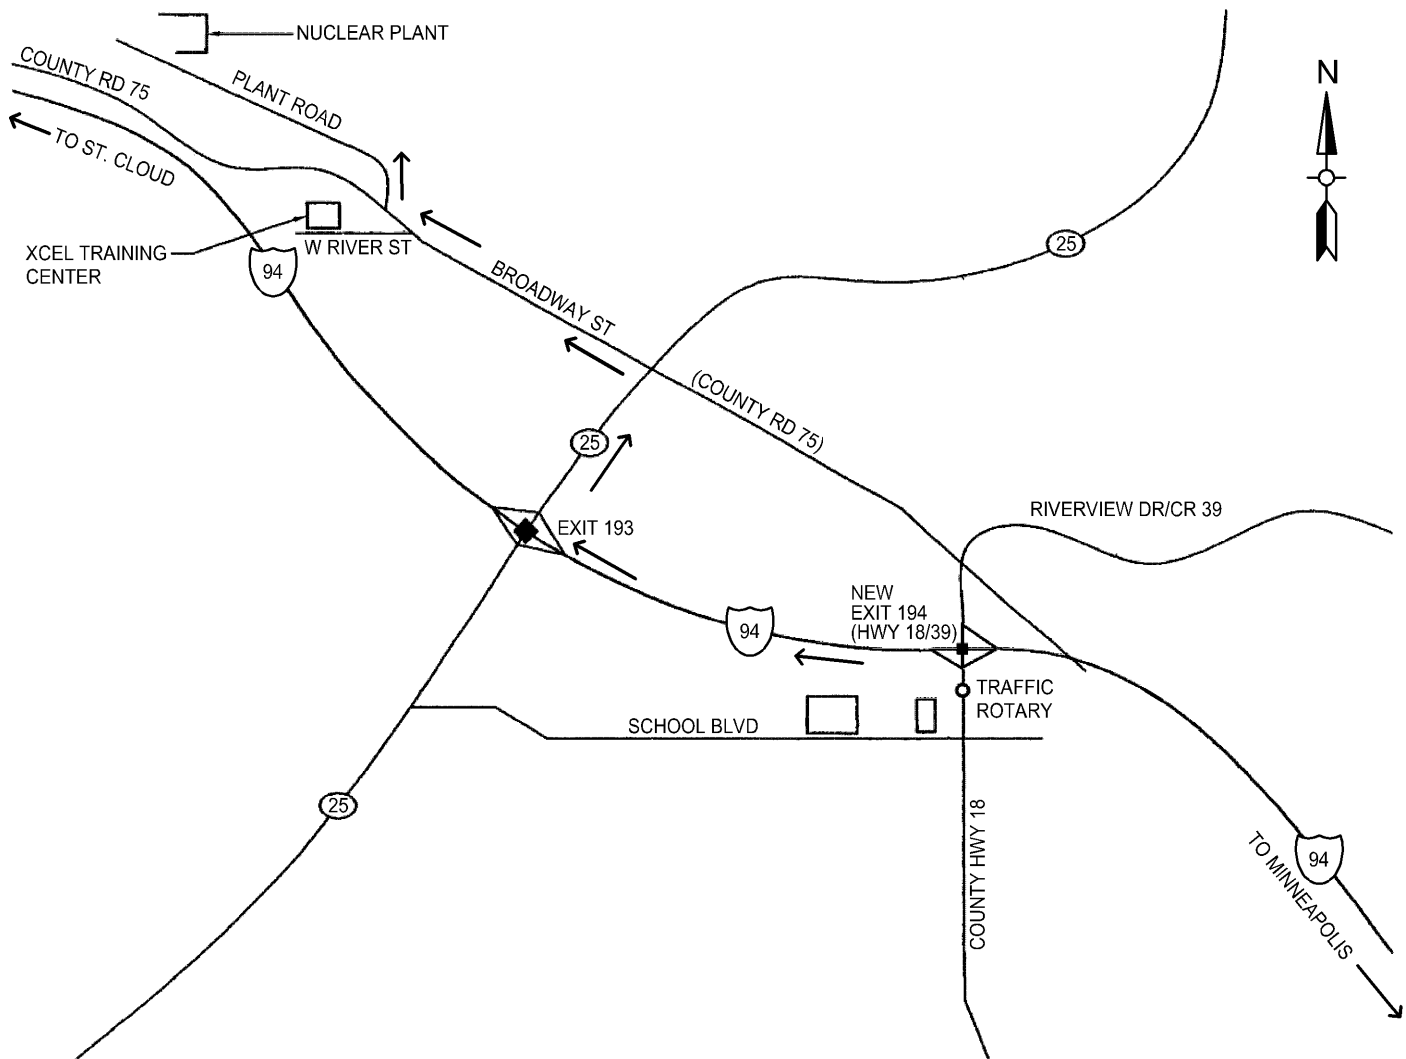 NUCLEAR PLANT
COUNTY RD 75
PLANT ROAD
N
TO ST. CLOUD
XCEL TRAINING
CENTER
W RIVER ST
94
25
BROADWAY ST
(COUNTY RD 75)
25
EXIT 193
RIVERVIEW DR/CR 39
NEW
EXIT 194
(HWY 18/39)
94
TRAFFIC
ROTARY
SCHOOL BLVD
25
COUNTY HWY 18
94
TO MINNEAPOLIS